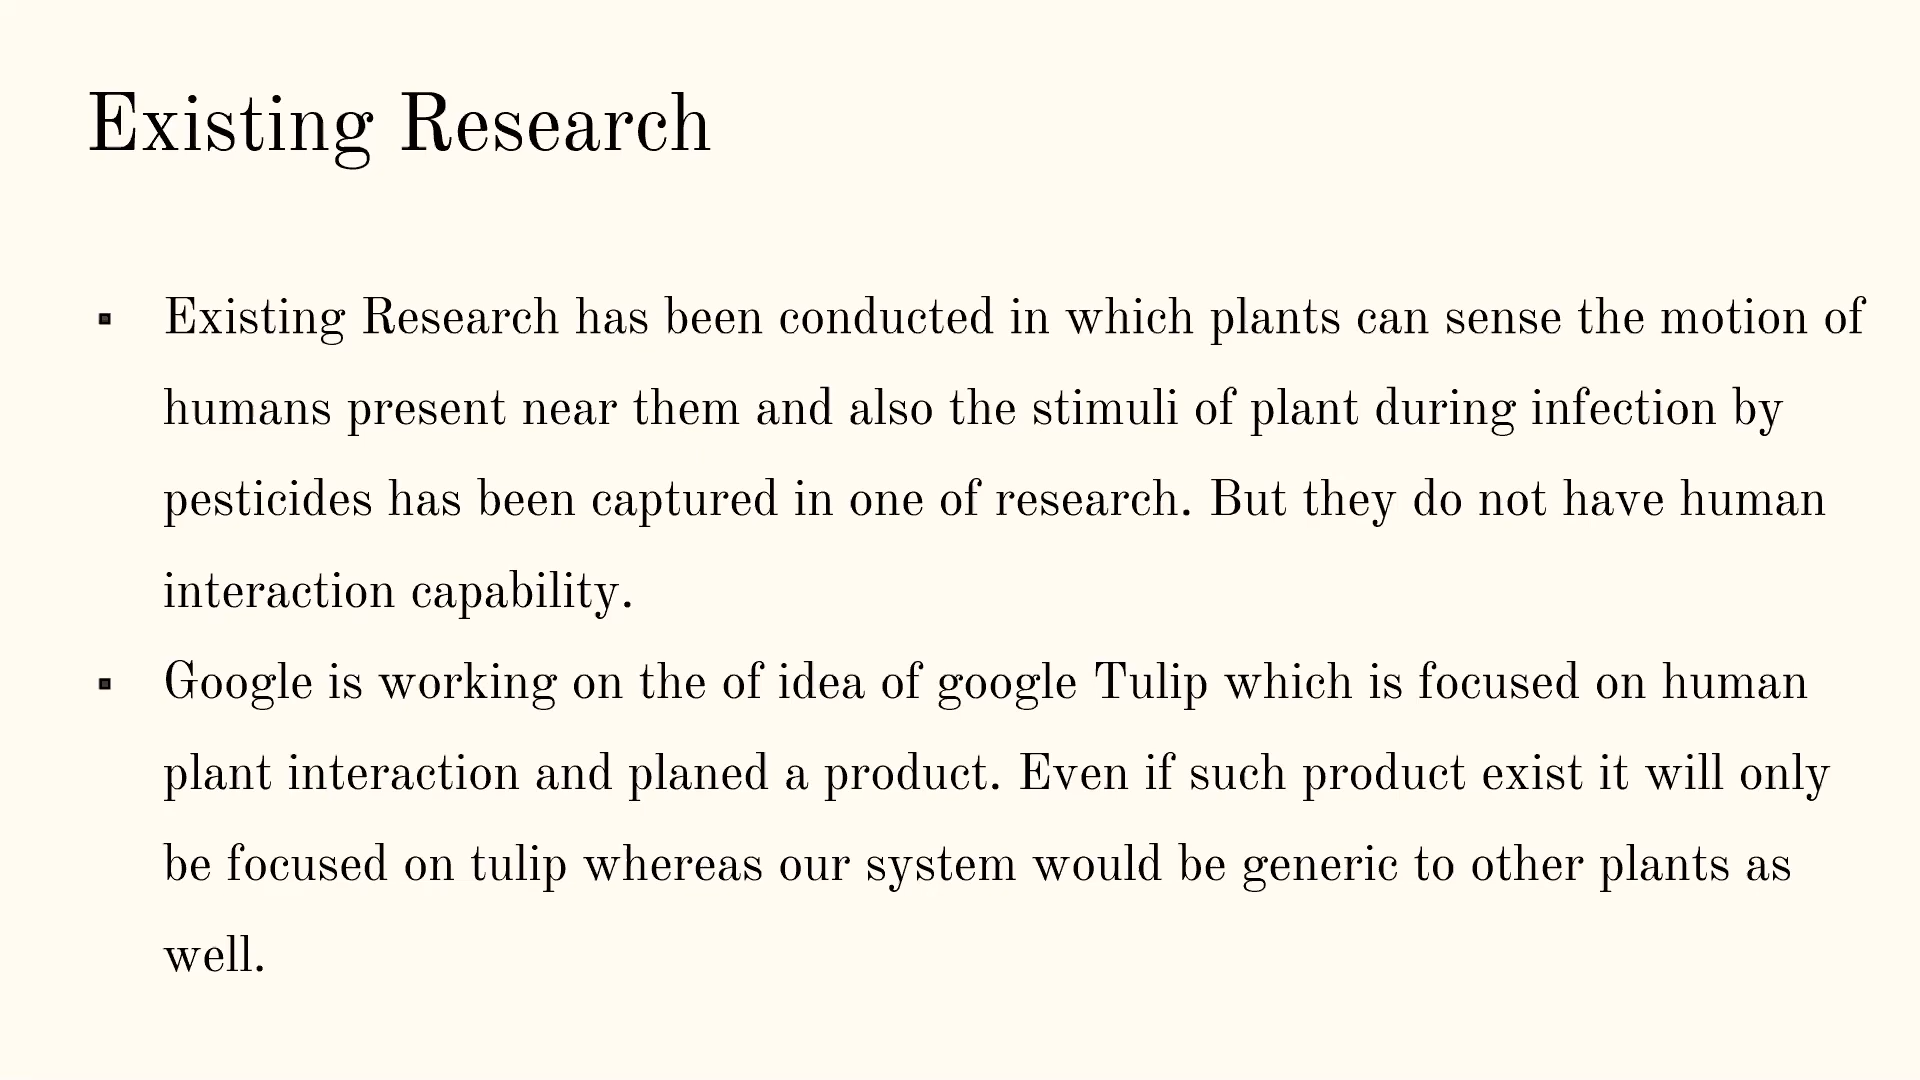 Existing Research
▪ Existing Research has been conducted in which plants can sense the motion of
humans present near them and also the stimuli of plant during infection by
pesticides has been captured in one of research. But they do not have human
interaction capability.
▪ Google is working on the of idea of google Tulip which is focused on human
plant interaction and planed a product. Even if such product exist it will only
be focused on tulip whereas our system would be generic to other plants as
well.